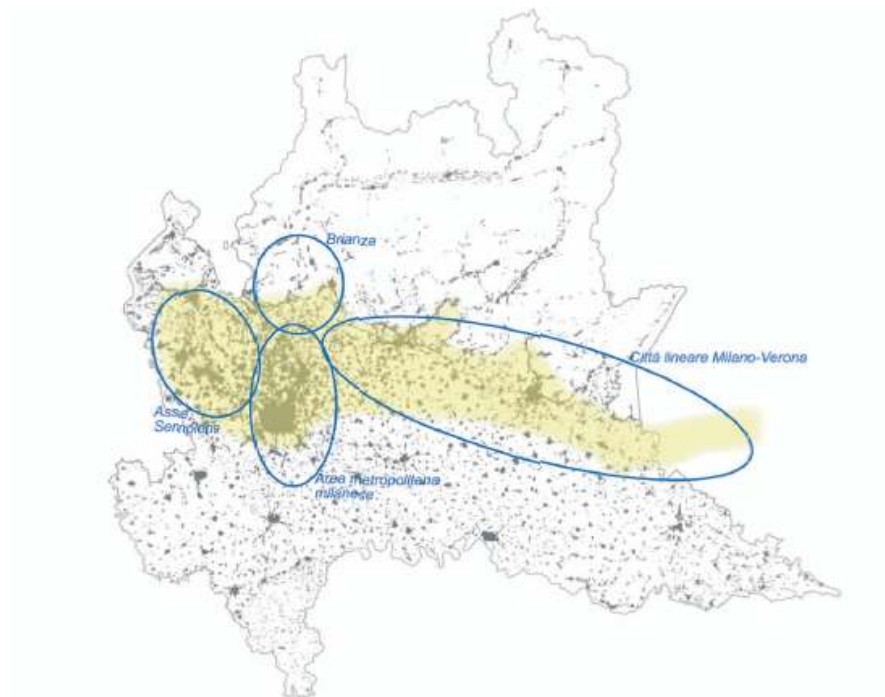 Brianza
Città lineare Milano-Verona
Asse
Sempione
Area metropolitana
milanese